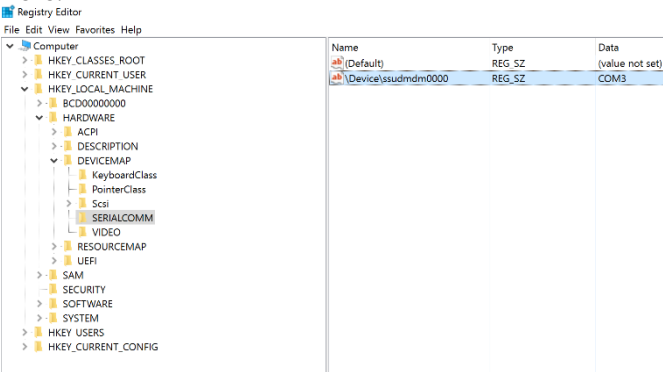 Registry Editor
File Edit View Favorites Help
Computer
HKEY_CLASSES_ROOT
HKEY_CURRENT_USER
HKEY_LOCAL_MACHINE
BCD00000000
HARDWARE
ACPI
DESCRIPTION
DEVICEMAP
KeyboardClass
PointerClass
Scsi
SERIALCOMM
VIDEO
RESOURCEMAP
UEFI
SAM
SECURITY
SOFTWARE
SYSTEM
HKEY_USERS
HKEY_CURRENT_CONFIG
Name Type Data
ab (Default) REG_SZ (value not set)
ab \Device\ssudmdm0000 REG_SZ COM3